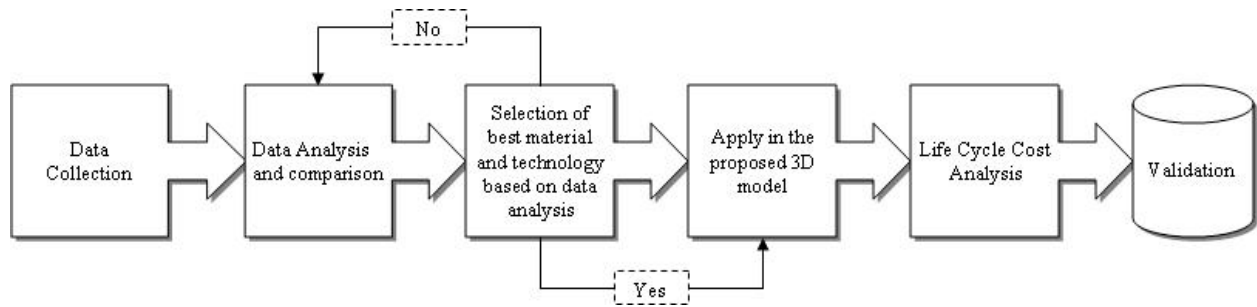 No
Data
Collection
Data Analysis
and comparison
Selection of
best material
and technology
based on data
analysis
Apply in the
proposed 3D
model
Life Cycle Cost
Analysis
Validation
Yes